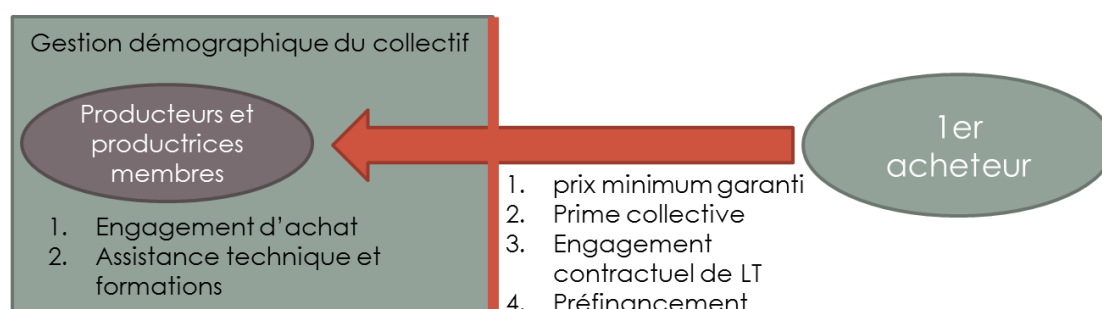 Gestion démographique du collectif
Producteurs et
productrices
membres
1. Engagement d'achat
2. Assistance technique et
formations
1er
acheteur
1. prix minimum garanti
2. Prime collective
3. Engagement
contractuel de LT
4. Préfinancement